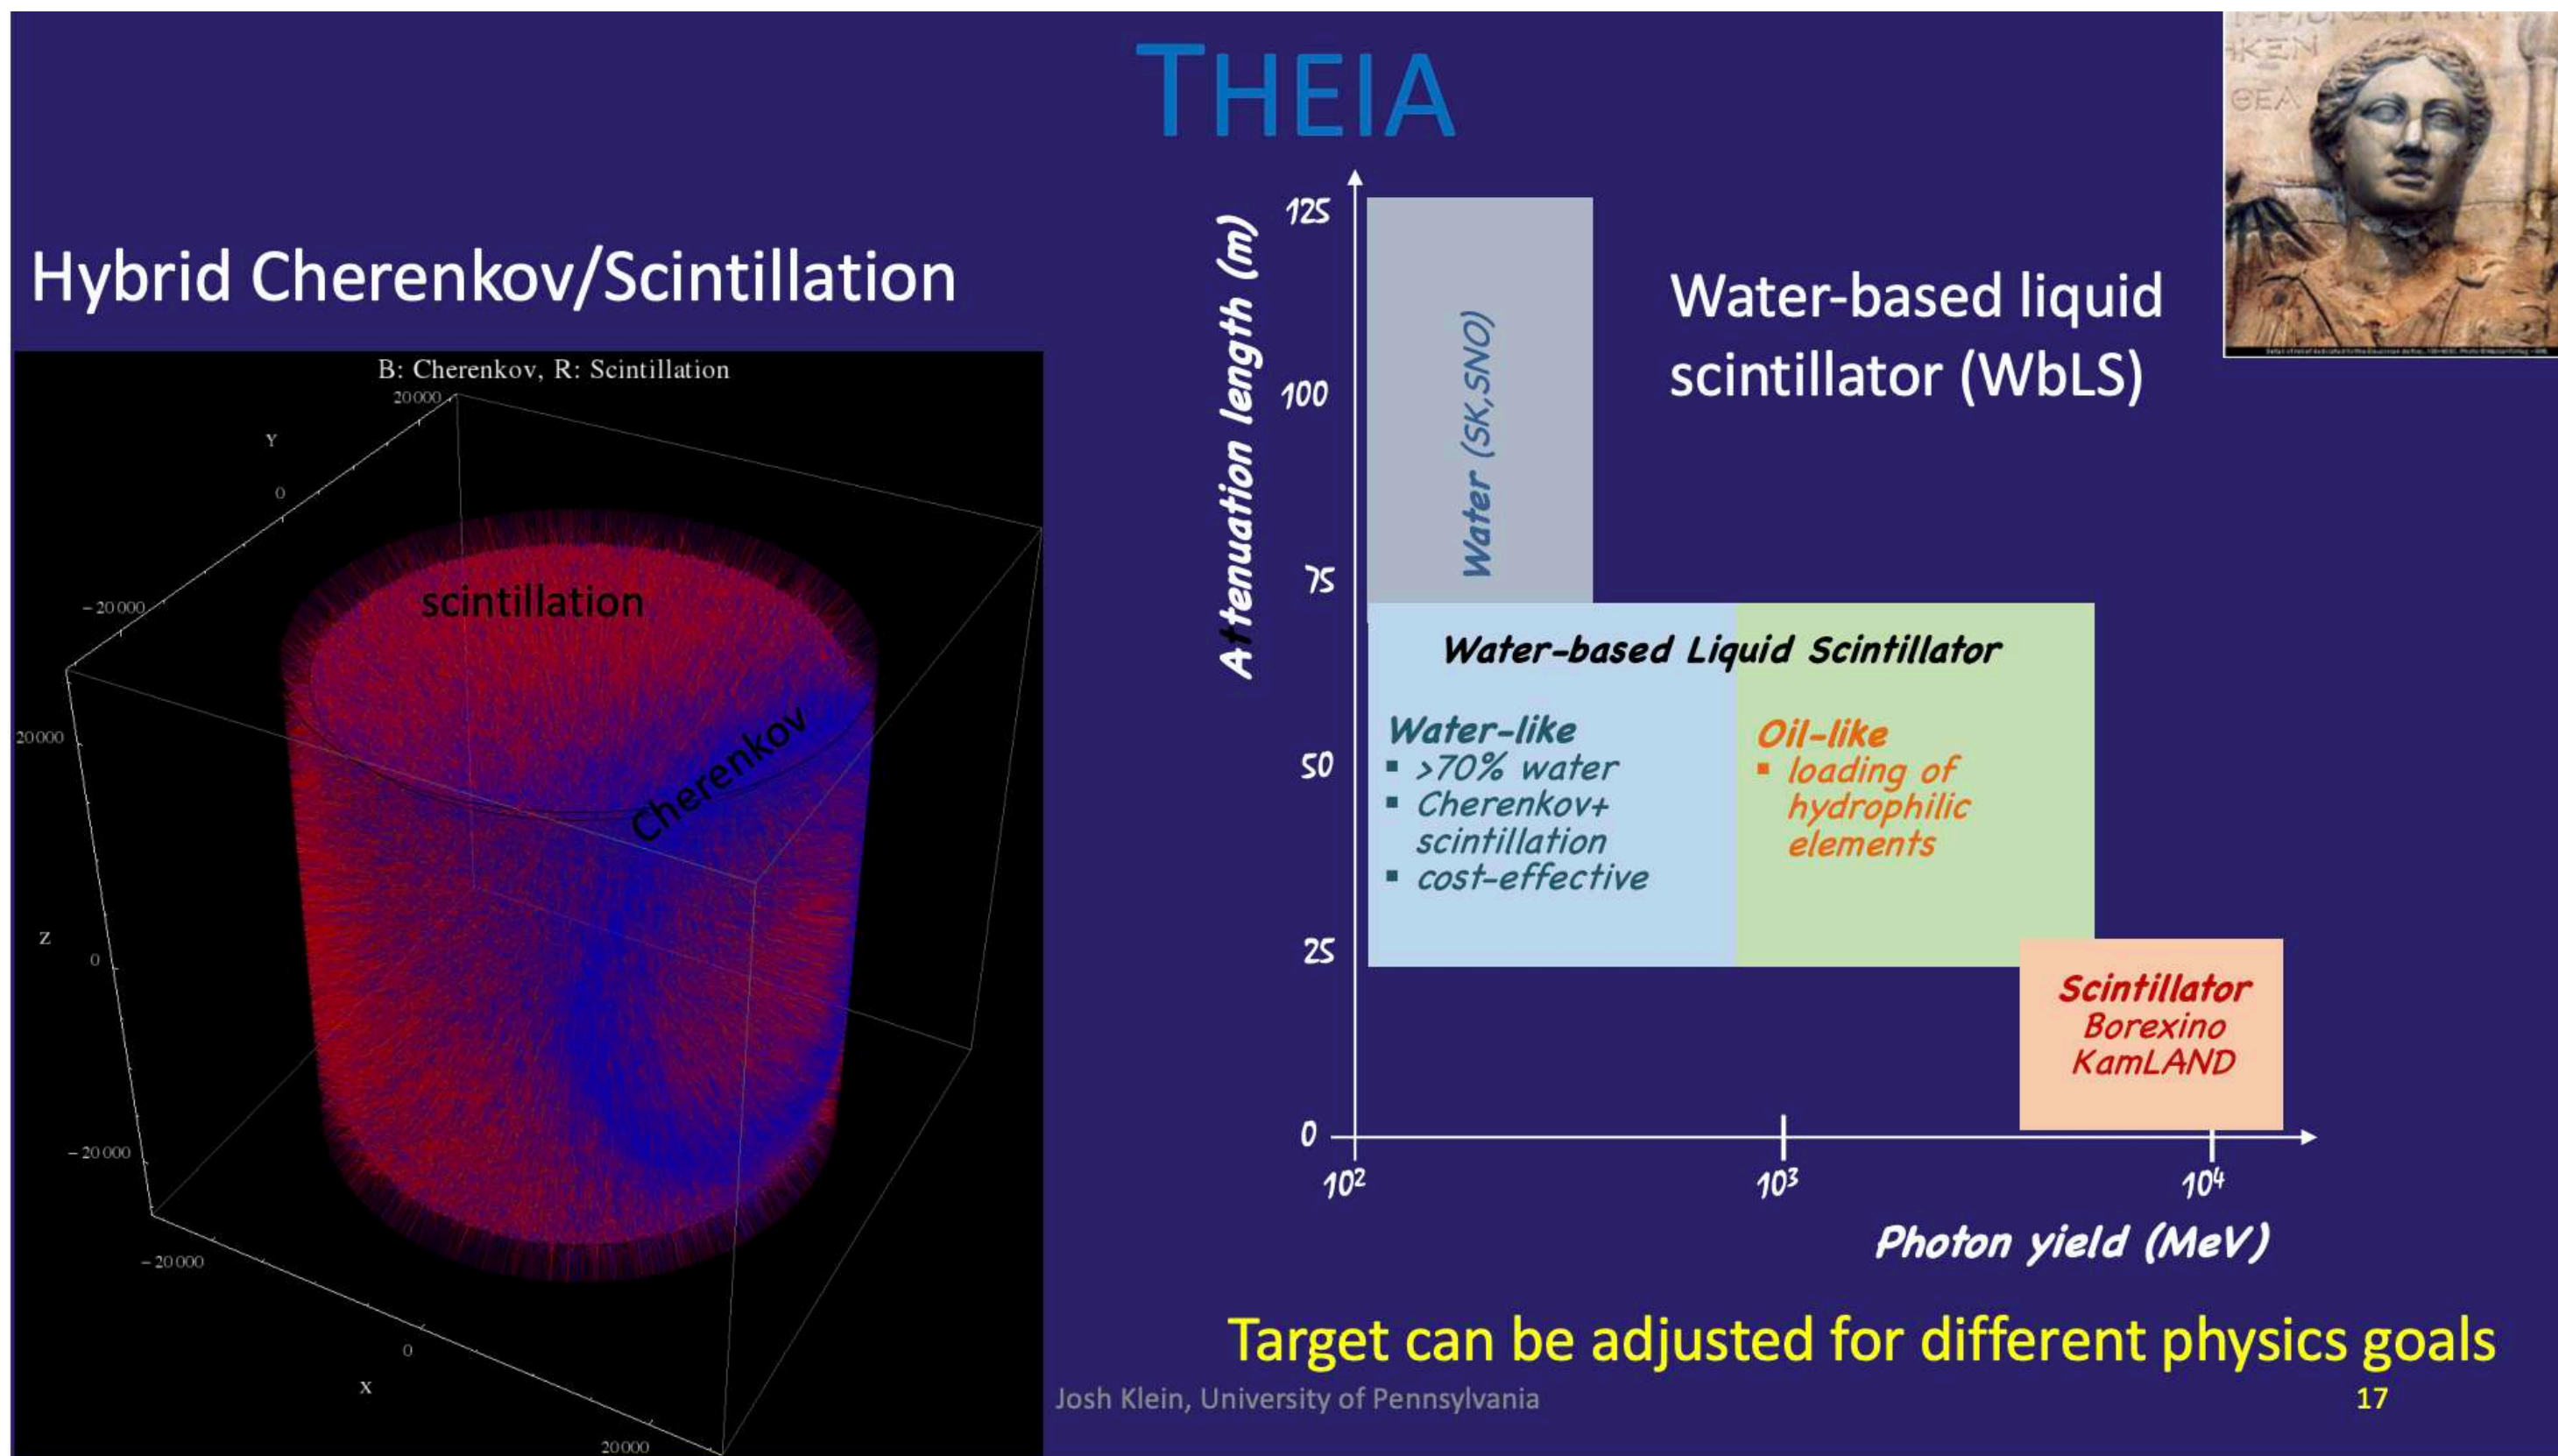 THEIA
HKEN
ΘΕΑ
Hybrid Cherenkov/Scintillation
B: Cherenkov, R: Scintillation
20000
Y
0
-20000
20000
Z
0
-20000
-20000
0
X
20000
scintillation
Cherenkov
Water-based liquid
scintillator (WbLS)
Attenuation length (m)
125
100
75
50
25
0
Water (SK,SNO)
Water-based Liquid Scintillator
Water-like
▪ >70% water
▪ Cherenkov+
scintillation
▪ cost-effective
Oil-like
▪ loading of
hydrophilic
elements
Scintillator
Borexino
KamLAND
10²
10³
10⁴
Photon yield (MeV)
Target can be adjusted for different physics goals
Josh Klein, University of Pennsylvania
17